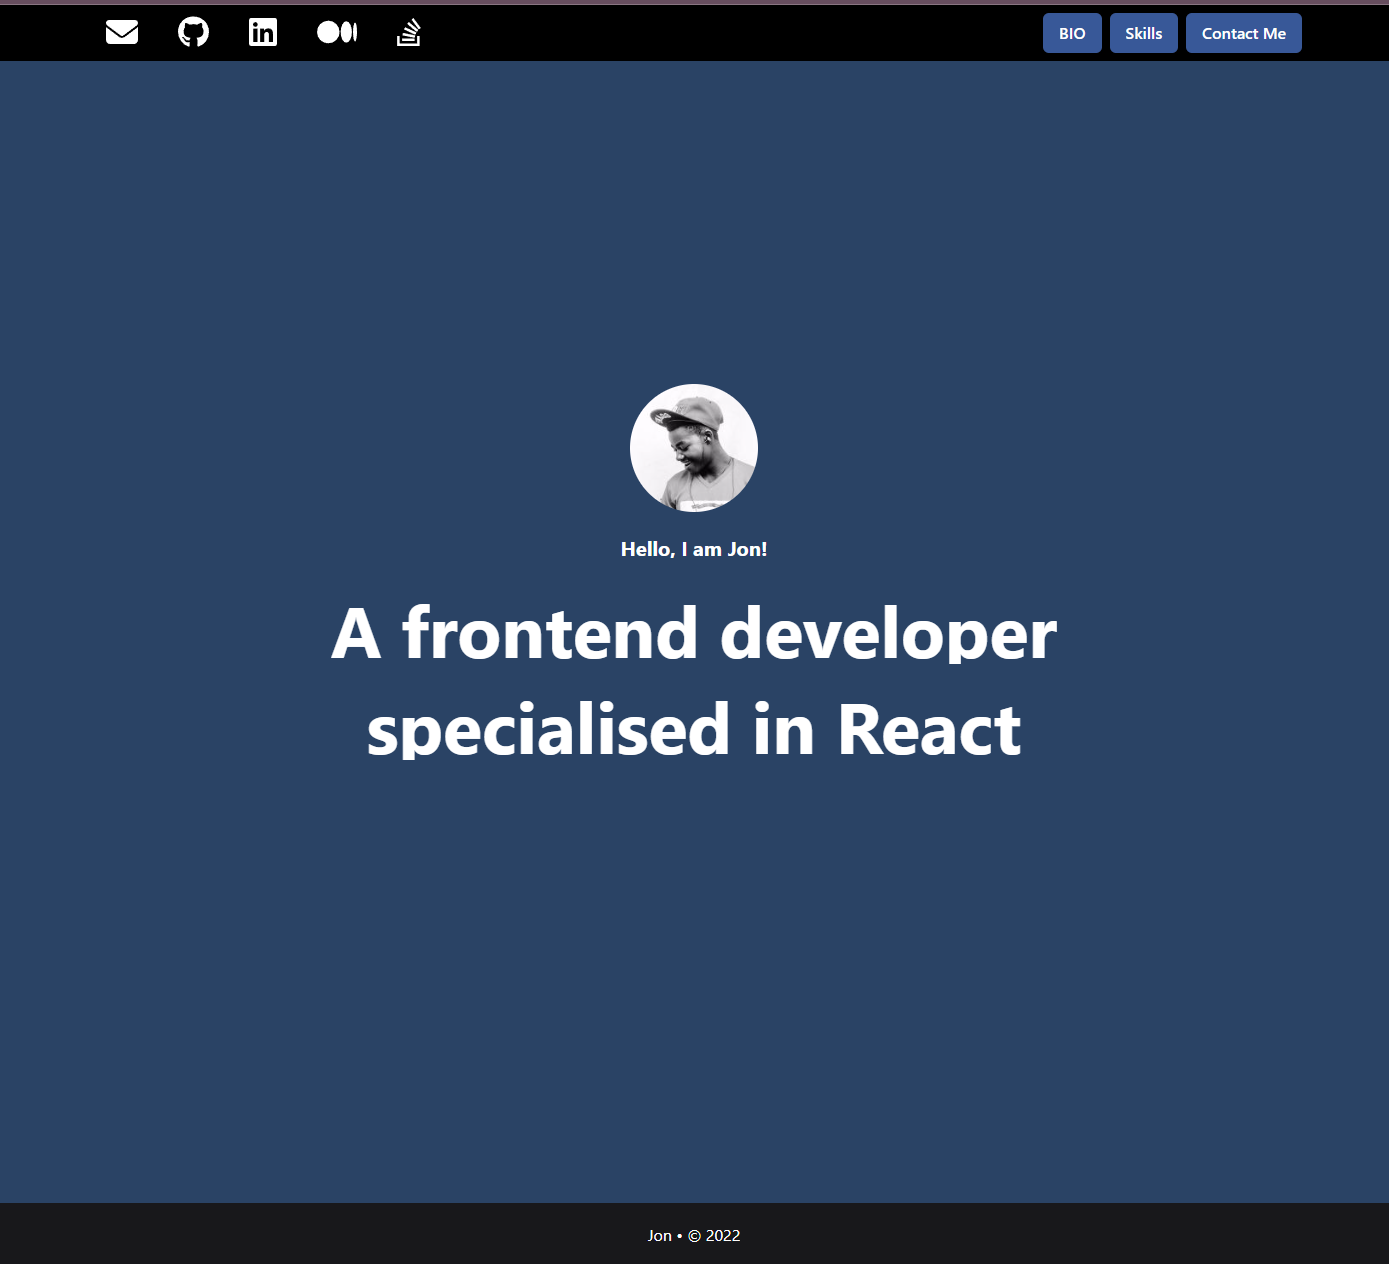 BIO
Skills
Contact Me
Hello, I am Jon!
A frontend developer
specialised in React
Jon • © 2022